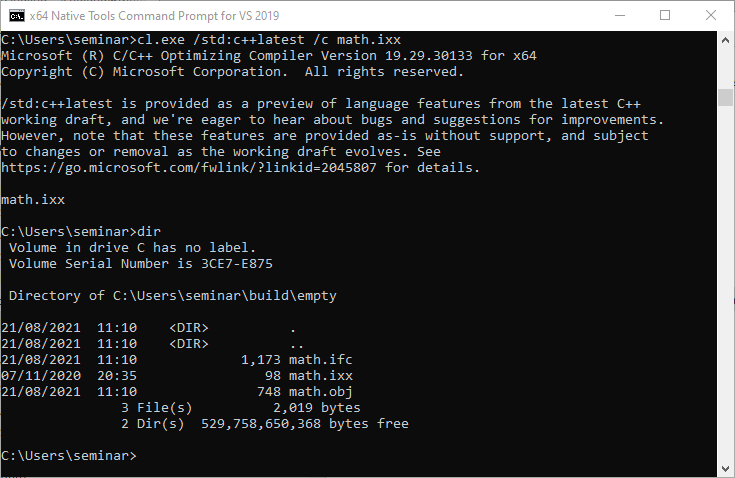 x64 Native Tools Command Prompt for VS 2019
C:\Users\seminar>cl.exe /std:c++latest /c math.ixx
Microsoft (R) C/C++ Optimizing Compiler Version 19.29.30133 for x64
Copyright (C) Microsoft Corporation.  All rights reserved.
/std:c++latest is provided as a preview of language features from the latest C++
working draft, and we're eager to hear about bugs and suggestions for improvements.
However, note that these features are provided as-is without support, and subject
to changes or removal as the working draft evolves. See
https://go.microsoft.com/fwlink/?linkid=2045807 for details.
math.ixx
C:\Users\seminar>dir
 Volume in drive C has no label.
 Volume Serial Number is 3CE7-E875
 Directory of C:\Users\seminar\build\empty
21/08/2021  11:10    <DIR>          .
21/08/2021  11:10    <DIR>          ..
21/08/2021  11:10             1,173 math.ifc
07/11/2020  20:35                98 math.ixx
21/08/2021  11:10               748 math.obj
               3 File(s)          2,019 bytes
               2 Dir(s)  529,758,650,368 bytes free
C:\Users\seminar>